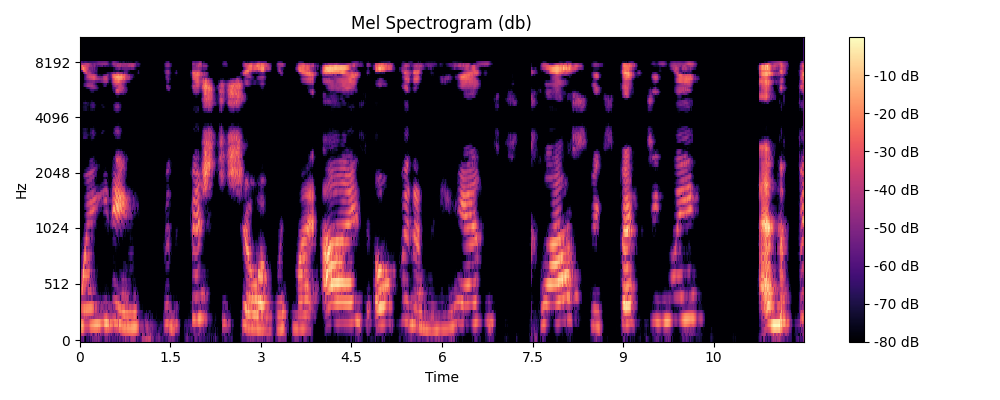 Mel Spectrogram (db)
8192
4096
2048
1024
512
0
Hz
0 1.5 3 4.5 6 7.5 9 10
Time
-10 dB
-20 dB
-30 dB
-40 dB
-50 dB
-60 dB
-70 dB
-80 dB